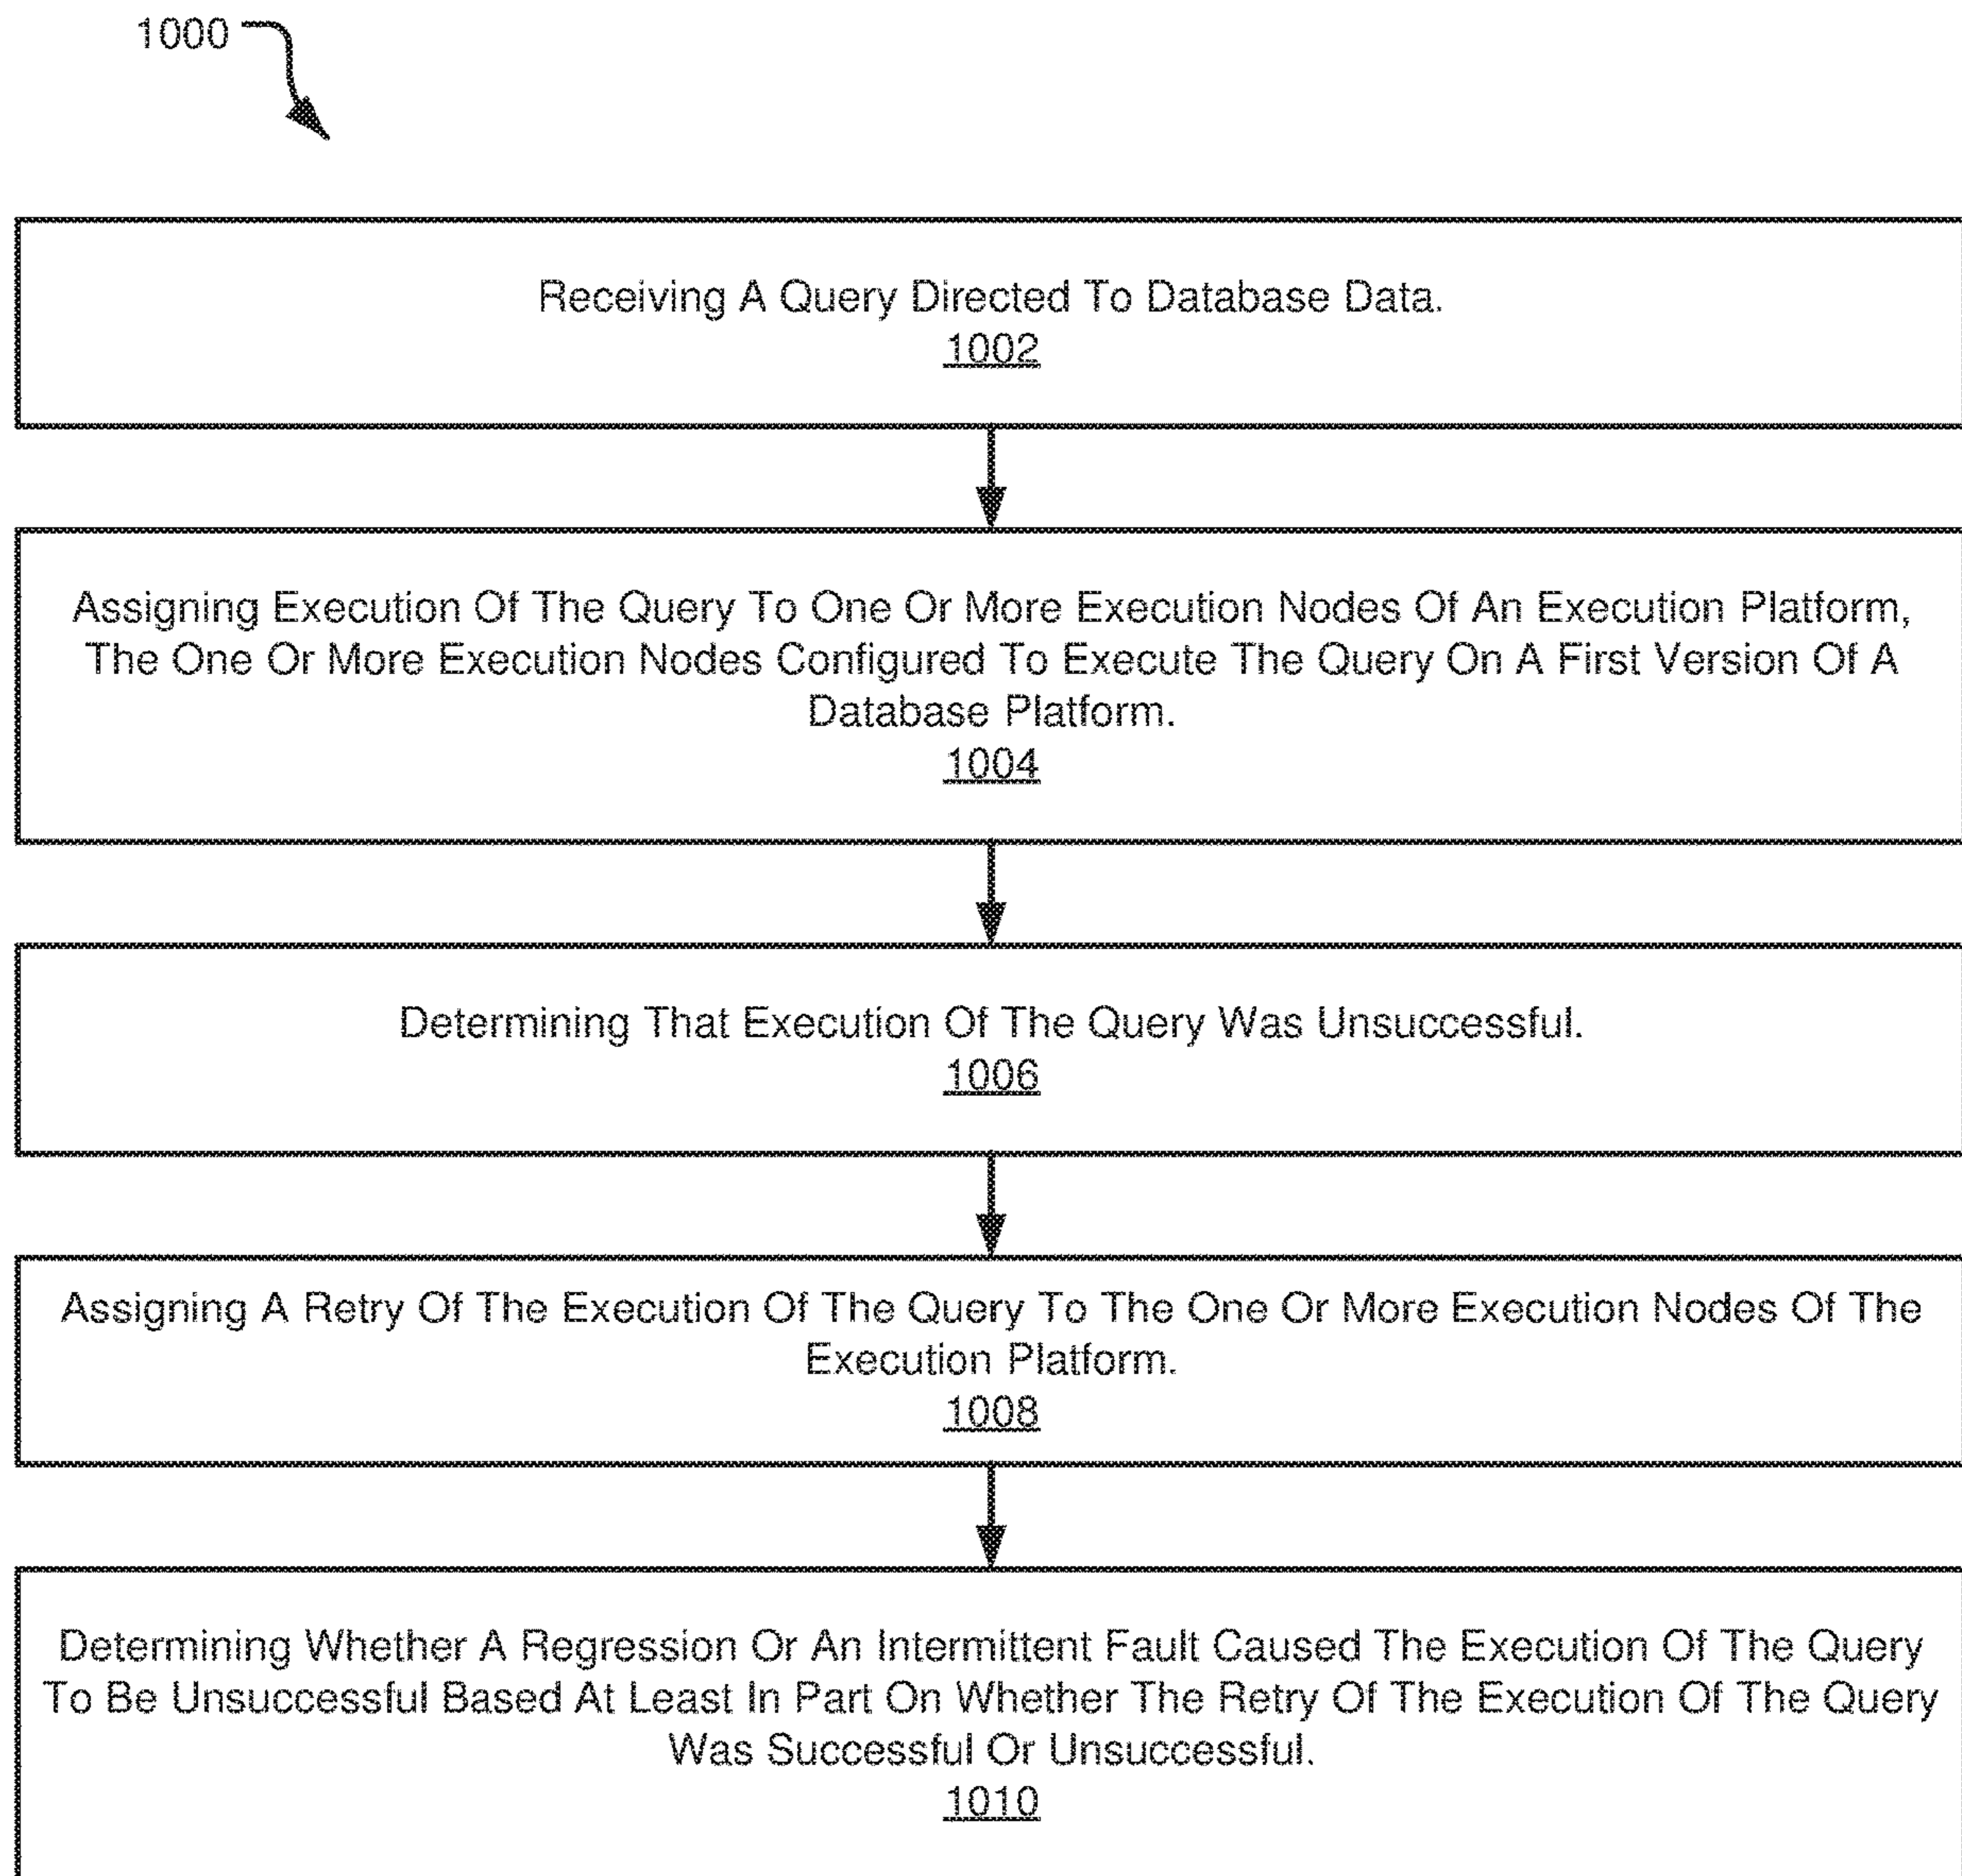 1000
Receiving A Query Directed To Database Data.
1002
Assigning Execution Of The Query To One Or More Execution Nodes Of An Execution Platform,
The One Or More Execution Nodes Configured To Execute The Query On A First Version Of A
Database Platform.
1004
Determining That Execution Of The Query Was Unsuccessful.
1006
Assigning A Retry Of The Execution Of The Query To The One Or More Execution Nodes Of The
Execution Platform.
1008
Determining Whether A Regression Or An Intermittent Fault Caused The Execution Of The Query
To Be Unsuccessful Based At Least In Part On Whether The Retry Of The Execution Of The Query
Was Successful Or Unsuccessful.
1010